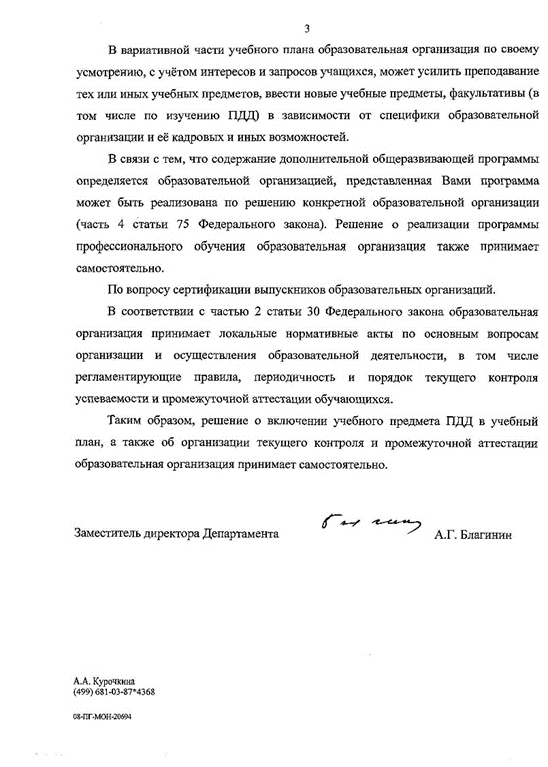 3
В вариативной части учебного плана образовательная организация по своему
усмотрению, с учётом интересов и запросов учащихся, может усилить преподавание
тех или иных учебных предметов, ввести новые учебные предметы, факультативы (в
том числе по изучению ПДД) в зависимости от специфики образовательной
организации и её кадровых и иных возможностей.
В связи с тем, что содержание дополнительной общеразвивающей программы
определяется образовательной организацией, представленная Вами программа
может быть реализована по решению конкретной образовательной организации
(часть 4 статьи 75 Федерального закона). Решение о реализации программы
профессионального обучения образовательная организация также принимает
самостоятельно.
По вопросу сертификации выпускников образовательных организаций.
В соответствии с частью 2 статьи 30 Федерального закона образовательная
организация принимает локальные нормативные акты по основным вопросам
организации и осуществления образовательной деятельности, в том числе
регламентирующие правила, периодичность и порядок текущего контроля
успеваемости и промежуточной аттестации обучающихся.
Таким образом, решение о включении учебного предмета ПДД в учебный
план, а также об организации текущего контроля и промежуточной аттестации
образовательная организация принимает самостоятельно.
Заместитель директора Департамента
А.Г. Благинин
А.А. Курочкина
(499) 681-03-87*4368
08-ПГ-МОН-20694